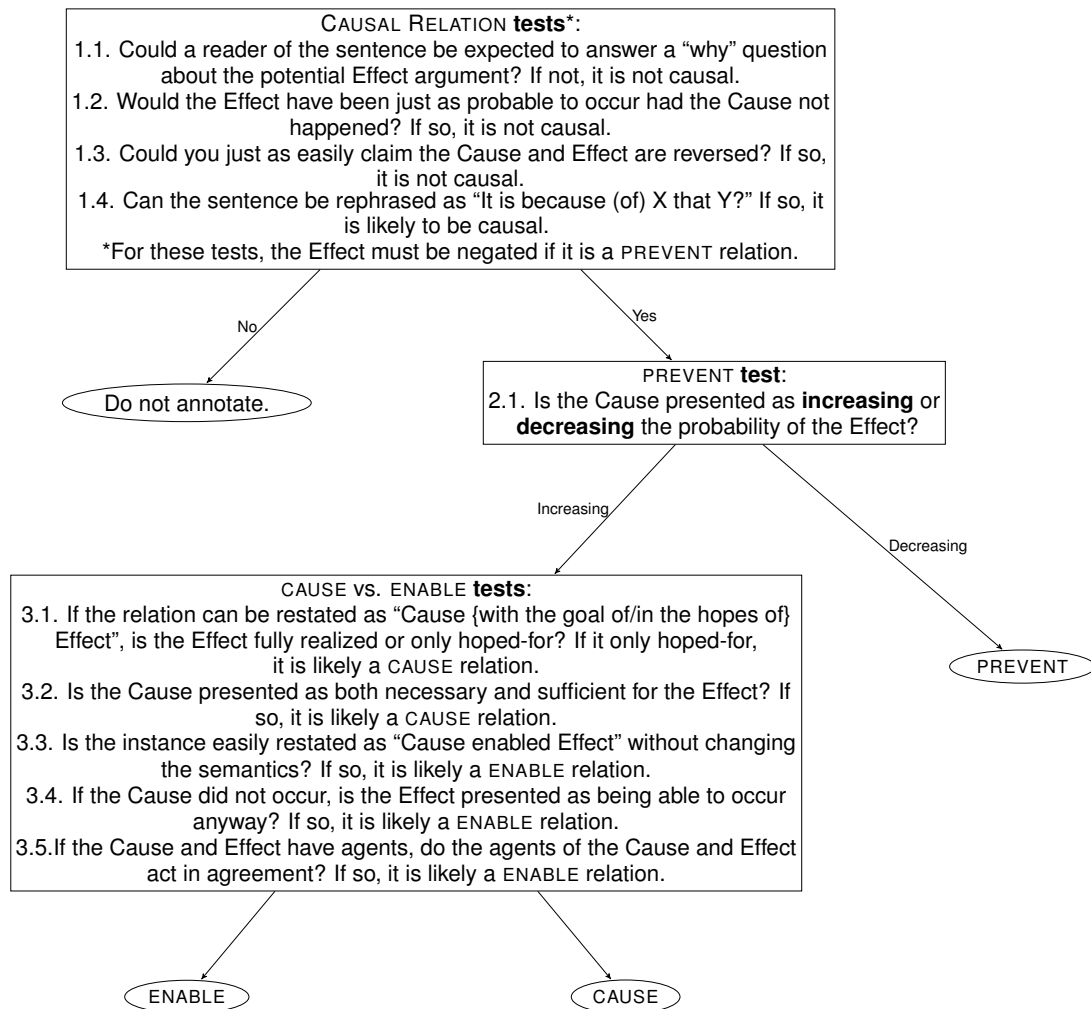 CAUSAL RELATION tests*:
1.1. Could a reader of the sentence be expected to answer a “why” question
about the potential Effect argument? If not, it is not causal.
1.2. Would the Effect have been just as probable to occur had the Cause not
happened? If so, it is not causal.
1.3. Could you just as easily claim the Cause and Effect are reversed? If so,
it is not causal.
1.4. Can the sentence be rephrased as “It is because (of) X that Y?” If so, it
is likely to be causal.
*For these tests, the Effect must be negated if it is a PREVENT relation.
No
Yes
Do not annotate.
PREVENT test:
2.1. Is the Cause presented as increasing or
decreasing the probability of the Effect?
Increasing
Decreasing
CAUSE vs. ENABLE tests:
3.1. If the relation can be restated as “Cause {with the goal of/in the hopes of}
Effect”, is the Effect fully realized or only hoped-for? If it only hoped-for,
it is likely a CAUSE relation.
3.2. Is the Cause presented as both necessary and sufficient for the Effect? If
so, it is likely a CAUSE relation.
3.3. Is the instance easily restated as “Cause enabled Effect” without changing
the semantics? If so, it is likely a ENABLE relation.
3.4. If the Cause did not occur, is the Effect presented as being able to occur
anyway? If so, it is likely a ENABLE relation.
3.5.If the Cause and Effect have agents, do the agents of the Cause and Effect
act in agreement? If so, it is likely a ENABLE relation.
PREVENT
ENABLE
CAUSE